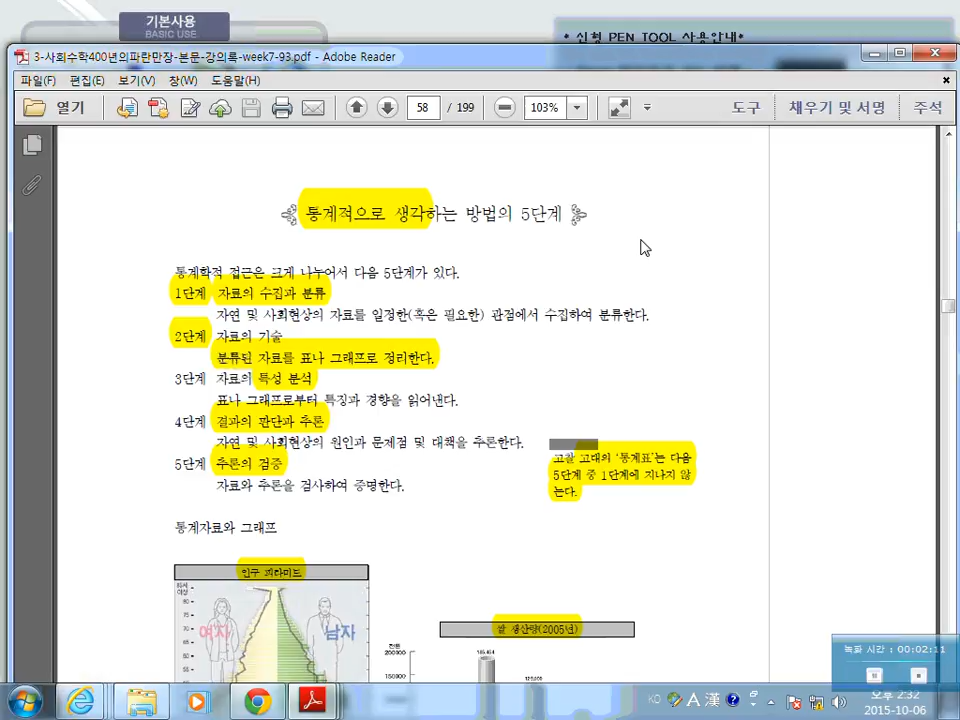 기본사용
BASIC USE
* 신형 PEN TOOL 사용안내*
3-사회수학400년의파란만장-본문-강의록-week7-93.pdf - Adobe Reader
파일(F) 편집(E) 보기(V) 창(W) 도움말(H)
열기 58 / 199 103% 도구 채우기 및 서명 주석
통계적으로 생각하는 방법의 5단계
통계학적 접근은 크게 나누어서 다음 5단계가 있다.
1단계 자료의 수집과 분류
자연 및 사회현상의 자료를 일정한(혹은 필요한) 관점에서 수집하여 분류한다.
2단계 자료의 기술
분류된 자료를 표나 그래프로 정리한다.
3단계 자료의 특성 분석
표나 그래프로부터 특징과 경향을 읽어낸다.
4단계 결과의 판단과 추론
자연 및 사회현상의 원인과 문제점 및 대책을 추론한다.
5단계 추론의 검증
자료와 추론을 검사하여 증명한다.
고찰 고대의 '통계표'는 다음
5단계 중 1단계에 지나지 않
는다.
통계자료와 그래프
인구 피라미드
80
75
70
65
60
55
여자 남자
쌀 생산량(2005년)
200000
150000
녹화 시간 : 00:02:11
KO A 漢
오후 2:32
2015-10-06